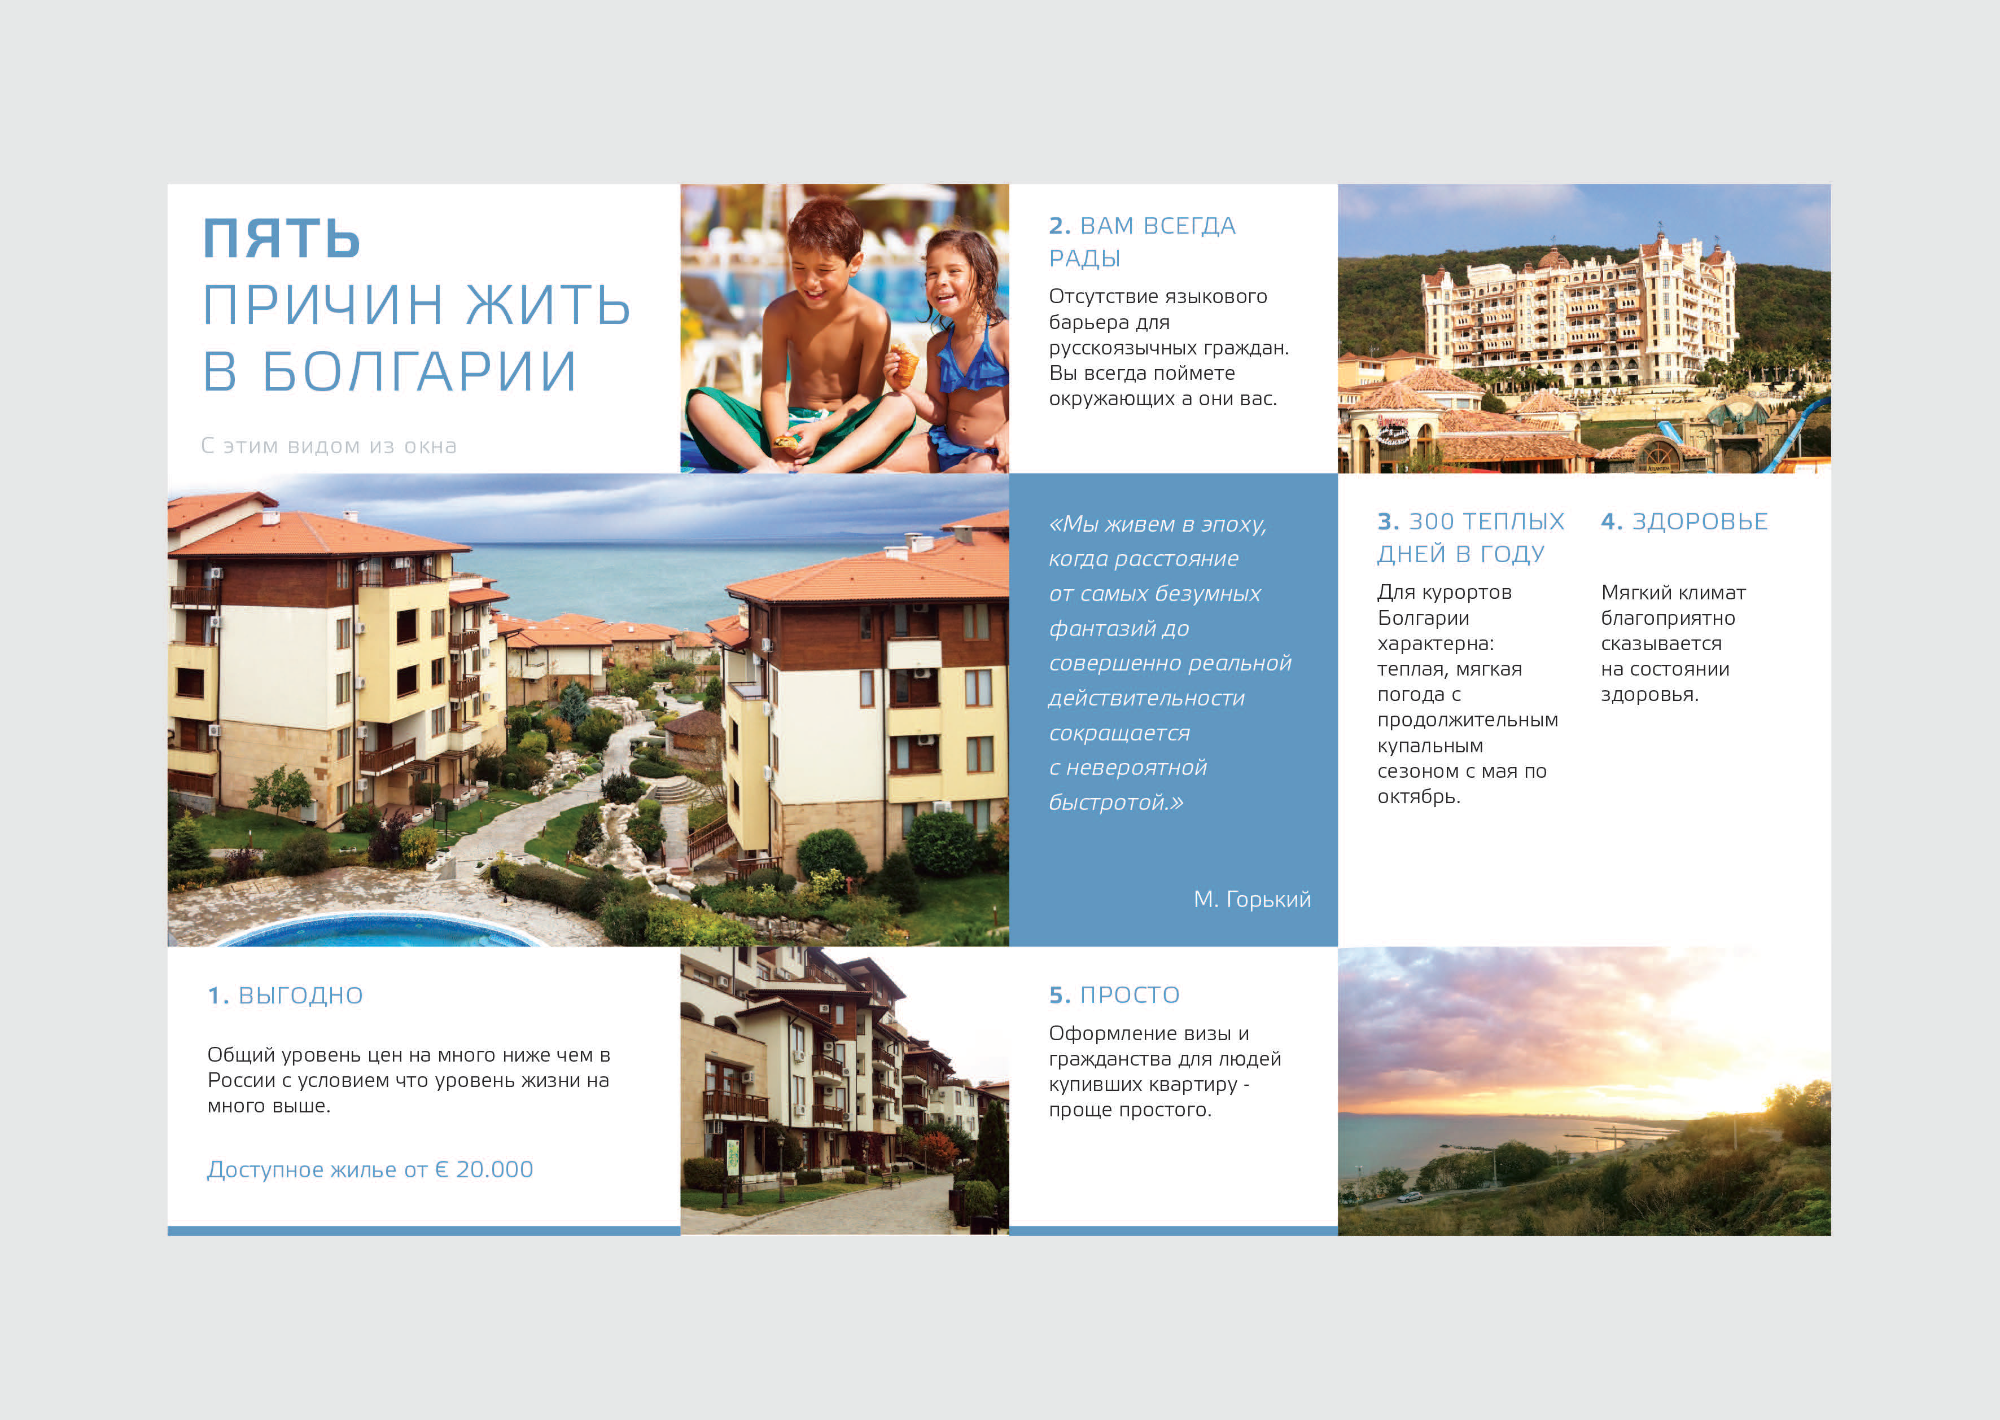 ПЯТЬ
ПРИЧИН ЖИТЬ
В БОЛГАРИИ
С этим видом из окна
1. ВЫГОДНО
Общий уровень цен на много ниже чем в
России с условием что уровень жизни на
много выше.
Доступное жилье от € 20.000
2. ВАМ ВСЕГДА
РАДЫ
Отсутствие языкового
барьера для
русскоязычных граждан.
Вы всегда поймете
окружающих а они вас.
«Мы живем в эпоху,
когда расстояние
от самых безумных
фантазий до
совершенно реальной
действительности
сокращается
с невероятной
быстротой.»
М. Горький
3. 300 ТЕПЛЫХ
ДНЕЙ В ГОДУ
Для курортов
Болгарии
характерна:
теплая, мягкая
погода с
продолжительным
купальным
сезоном с мая по
октябрь.
4. ЗДОРОВЬЕ
Мягкий климат
благоприятно
сказывается
на состоянии
здоровья.
5. ПРОСТО
Оформление визы и
гражданства для людей
купивших квартиру -
проще простого.